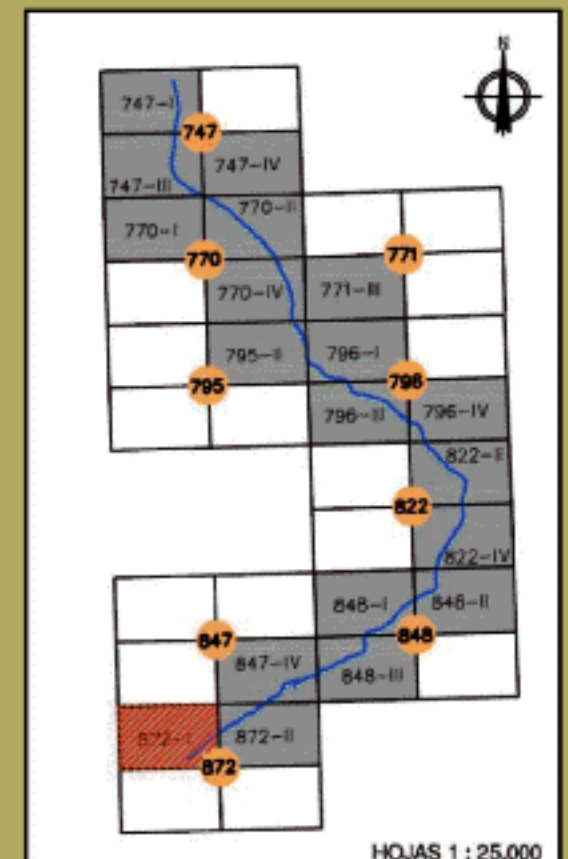 N
747-I
747
747-IV
747-III
770-II
770-I
770
771
770-IV
771-III
795-II
796-I
795
796
796-III
796-IV
822-II
822
822-IV
848-I
848-II
847
848
847-IV
848-III
872-I
872-II
872
HOJAS 1 : 25.000